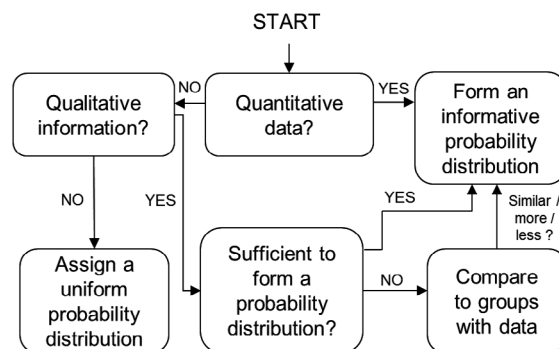 START
NO
YES
Qualitative
information?
Quantitative
data?
Form an
informative
probability
distribution
NO
YES
YES
Similar /
more /
less ?
Assign a
uniform
probability
distribution
Sufficient to
form a
probability
distribution?
NO
Compare
to groups
with data